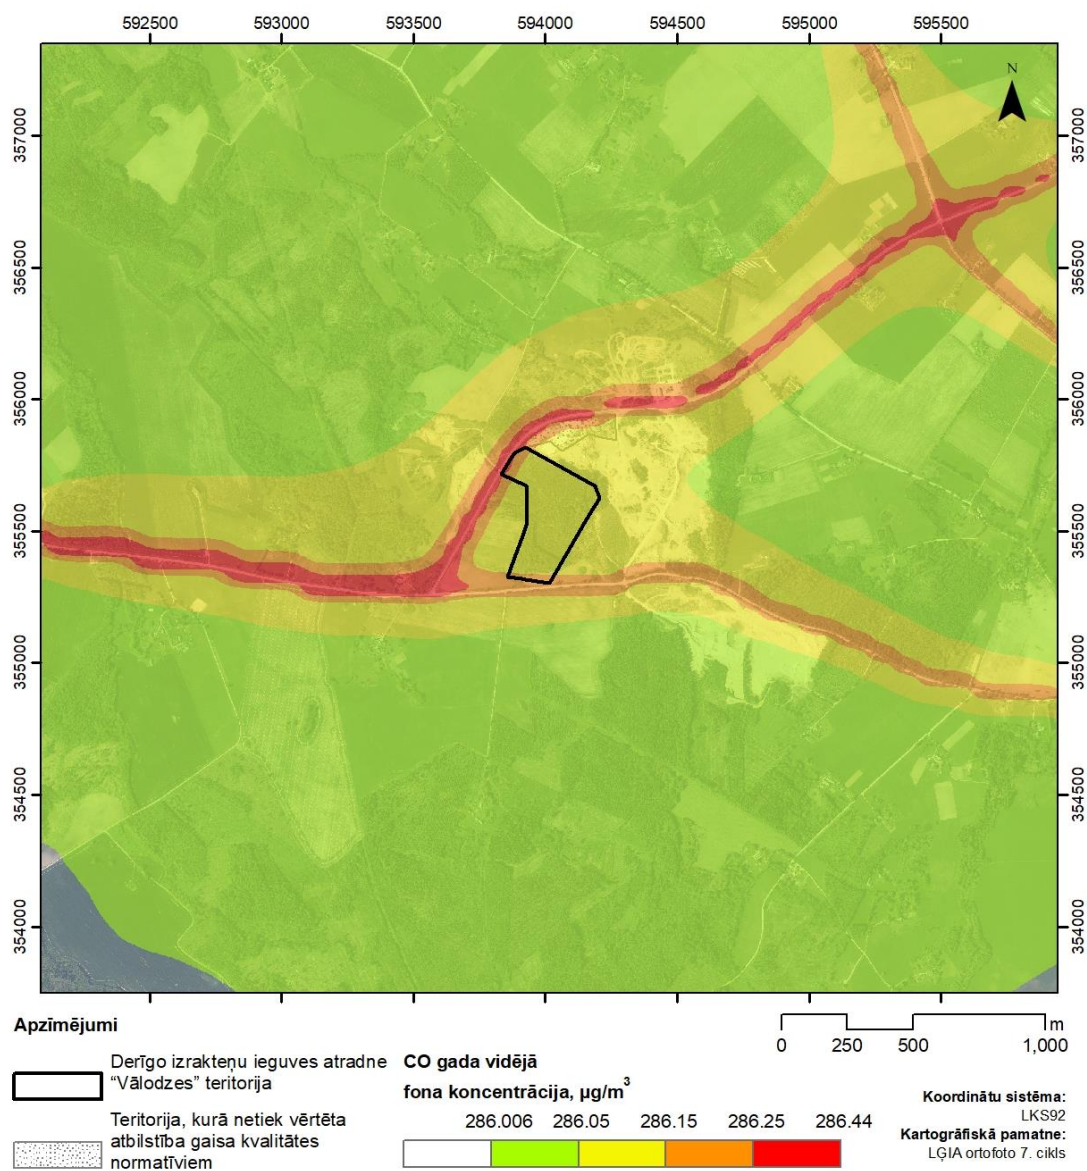 592500 593000 593500 594000 594500 595000 595500
N
357000 357000
356500 356500
356000 356000
355500 355500
355000 355000
354500 354500
354000 354000
Apzīmējumi
Derīgo izrakteņu ieguves atradne
“Vālodzes” teritorija
Teritorija, kurā netiek vērtēta
atbilstība gaisa kvalitātes
normatīviem
CO gada vidējā
fona koncentrācija, µg/m³
286.006 286.05 286.15 286.25 286.44
m
0 250 500 1,000
Koordinātu sistēma:
LKS92
Kartogrāfiskā pamatne:
LĢIA ortofoto 7. cikls